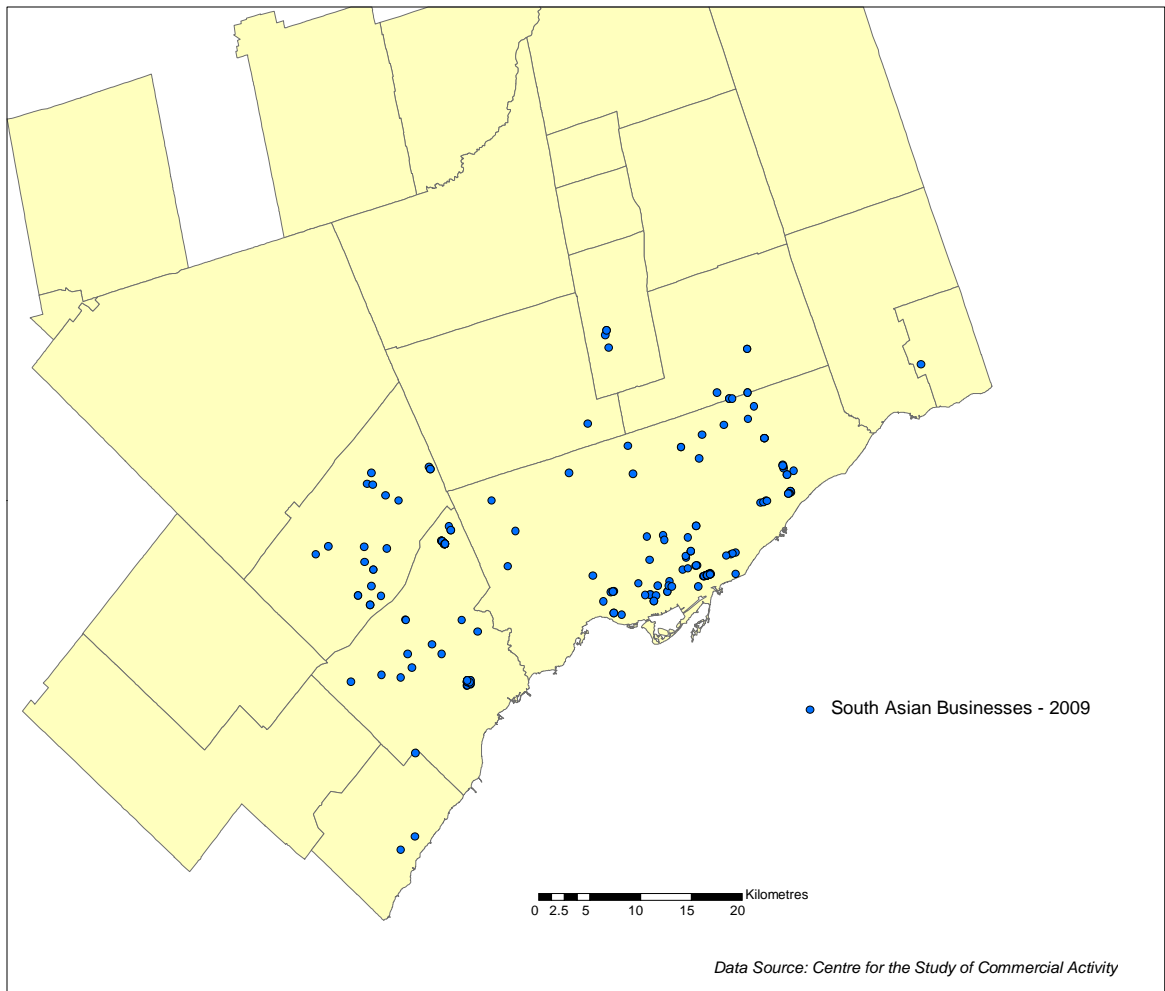 South Asian Businesses - 2009
Kilometres
0 2.5 5 10 15 20
Data Source: Centre for the Study of Commercial Activity